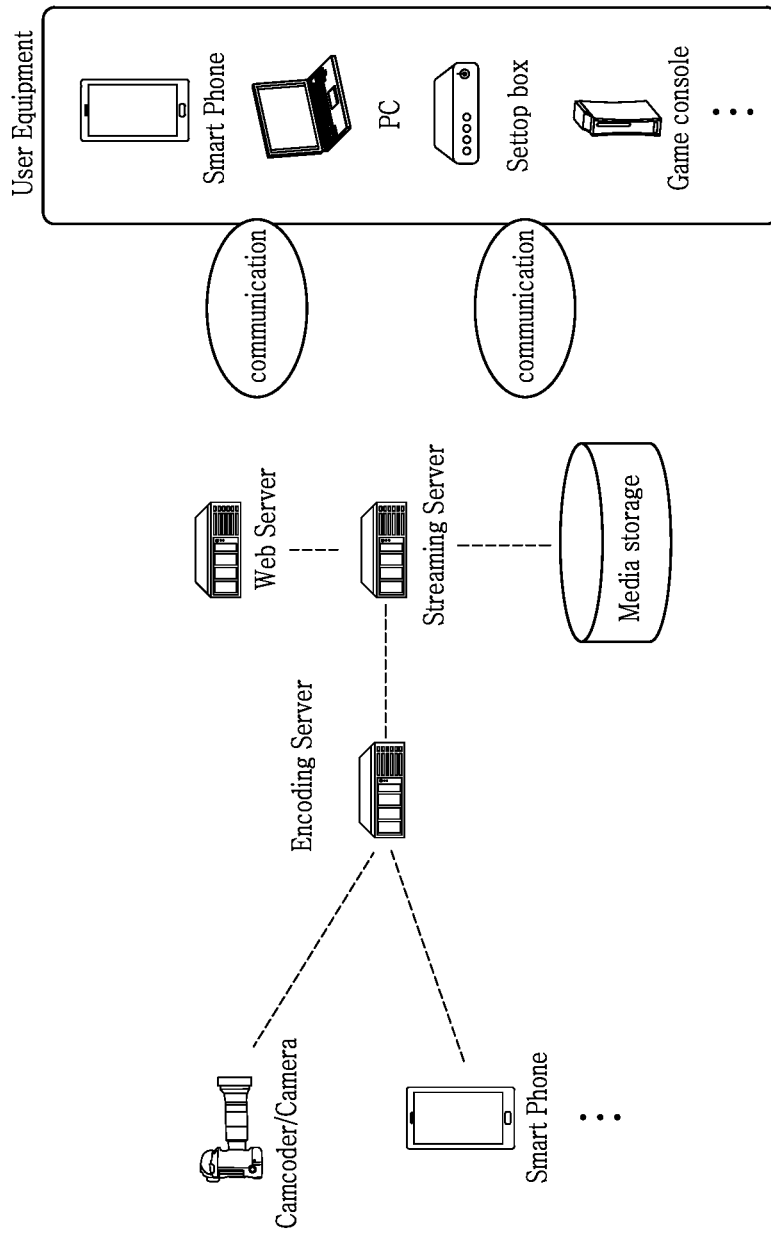 User Equipment
Smart Phone
PC
Settop box
Game console
communication
communication
Web Server
Streaming Server
Media storage
Encoding Server
Camcoder/Camera
Smart Phone